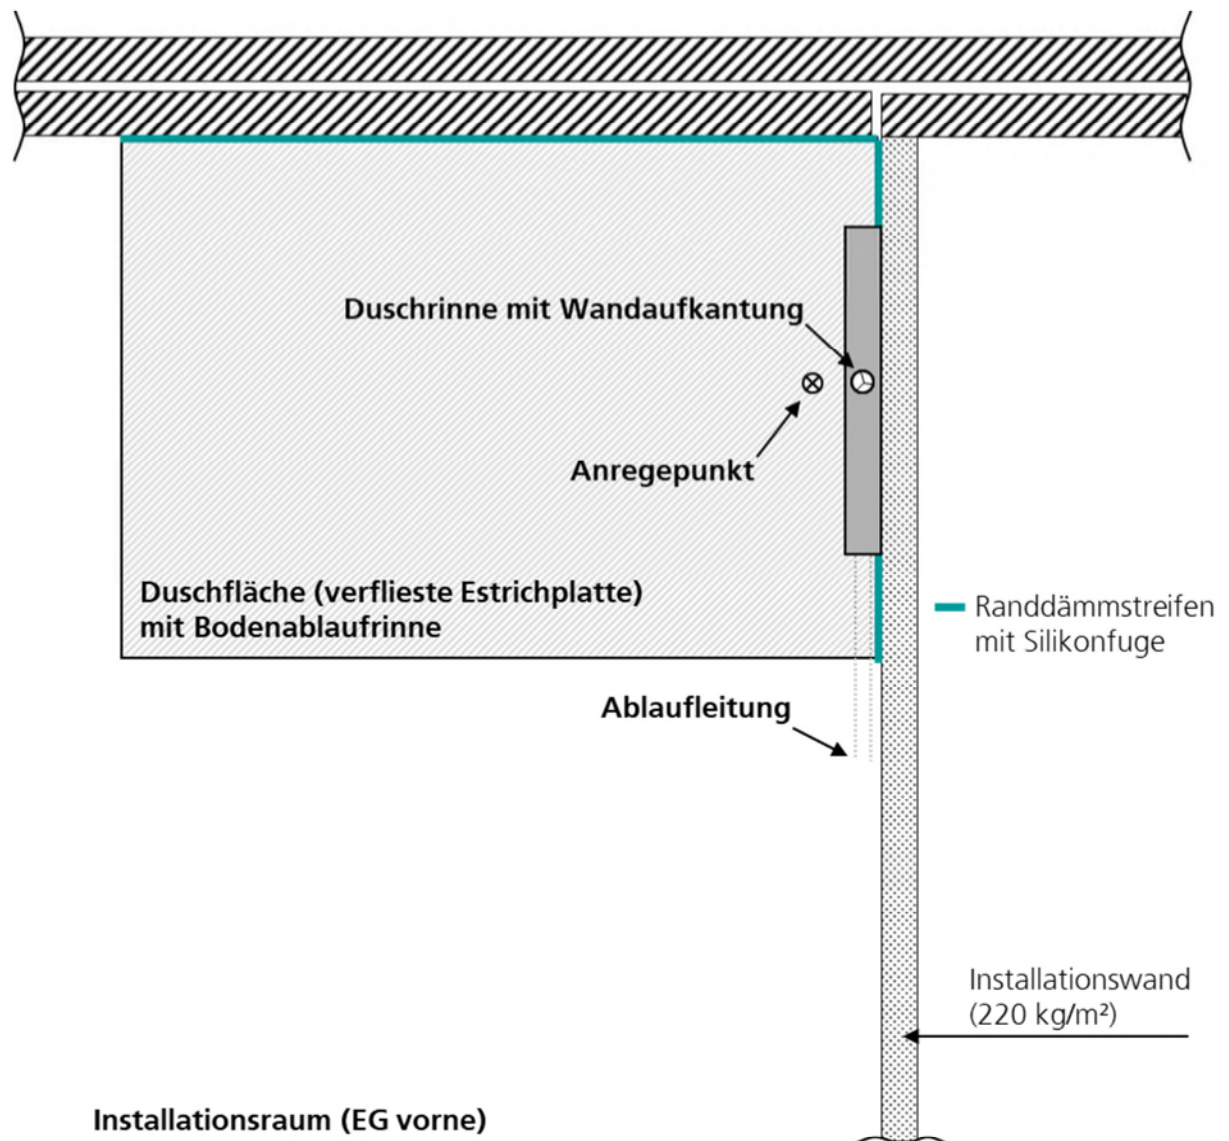 Duschrinne mit Wandaufkantung
Anregepunkt
Duschfläche (verflieste Estrichplatte)
mit Bodenablaufrinne
Randdämmstreifen
mit Silikonfuge
Ablaufleitung
Installationswand
(220 kg/m²)
Installationsraum (EG vorne)